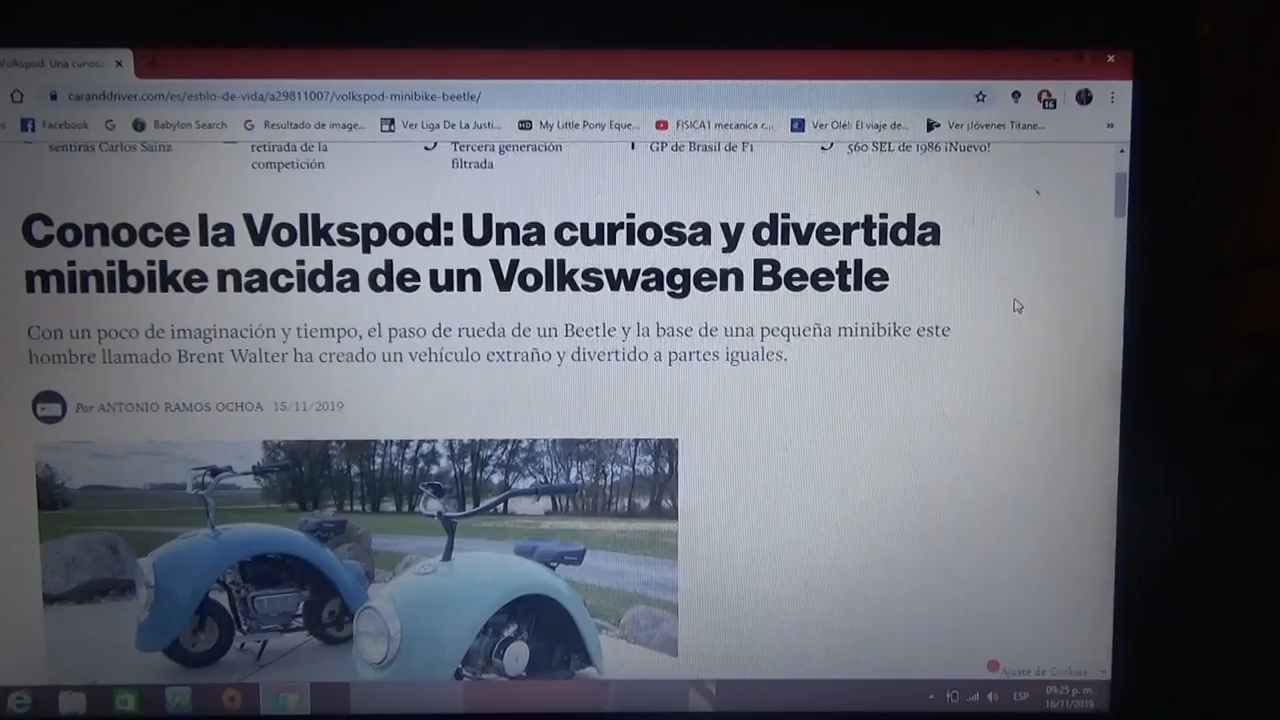 Volkspod: Una curios
caranddriver.com/es/estilo-de-vida/a29811007/volkspod-minibike-beetle/
16
Facebook
Babylon Search
Resultado de image...
Ver Liga De La Justi...
HD
My Little Pony Eque...
FISICA1 mecanica c...
Ver Olé! El viaje de...
Ver ¡Jóvenes Titane...
sentirás Carlos Sainz
retirada de la
competición
Tercera generación
filtrada
GP de Brasil de F1
560 SEL de 1986 ¡Nuevo!
Conoce la Volkspod: Una curiosa y divertida
minibike nacida de un Volkswagen Beetle
Con un poco de imaginación y tiempo, el paso de rueda de un Beetle y la base de una pequeña minibike este
hombre llamado Brent Walter ha creado un vehículo extraño y divertido a partes iguales.
Por ANTONIO RAMOS OCHOA 15/11/2019
Ajuste de Cookies
ESP
09:25 p. m.
16/11/2019